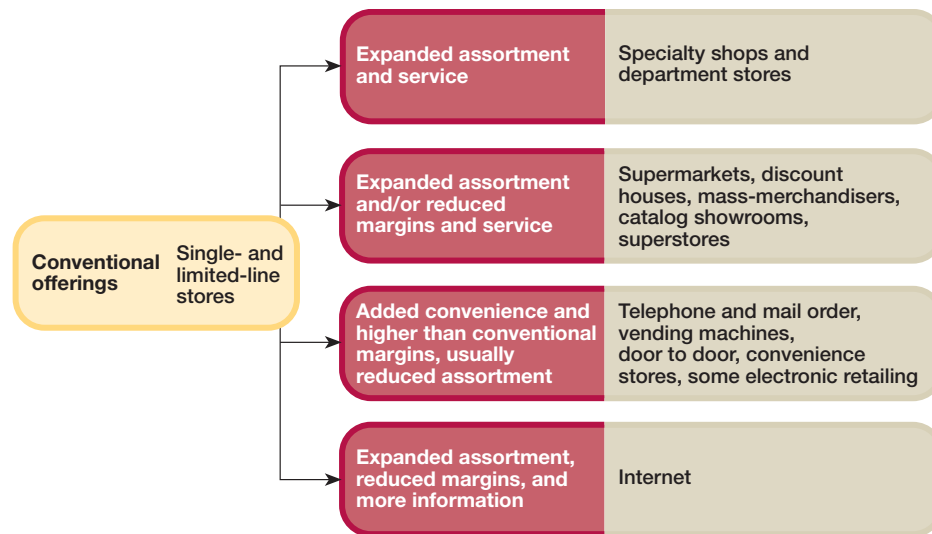 Conventional
offerings
Single- and
limited-line
stores
Expanded assortment
and service
Specialty shops and
department stores
Expanded assortment
and/or reduced
margins and service
Supermarkets, discount
houses, mass-merchandisers,
catalog showrooms,
superstores
Added convenience and
higher than conventional
margins, usually
reduced assortment
Telephone and mail order,
vending machines,
door to door, convenience
stores, some electronic retailing
Expanded assortment,
reduced margins, and
more information
Internet